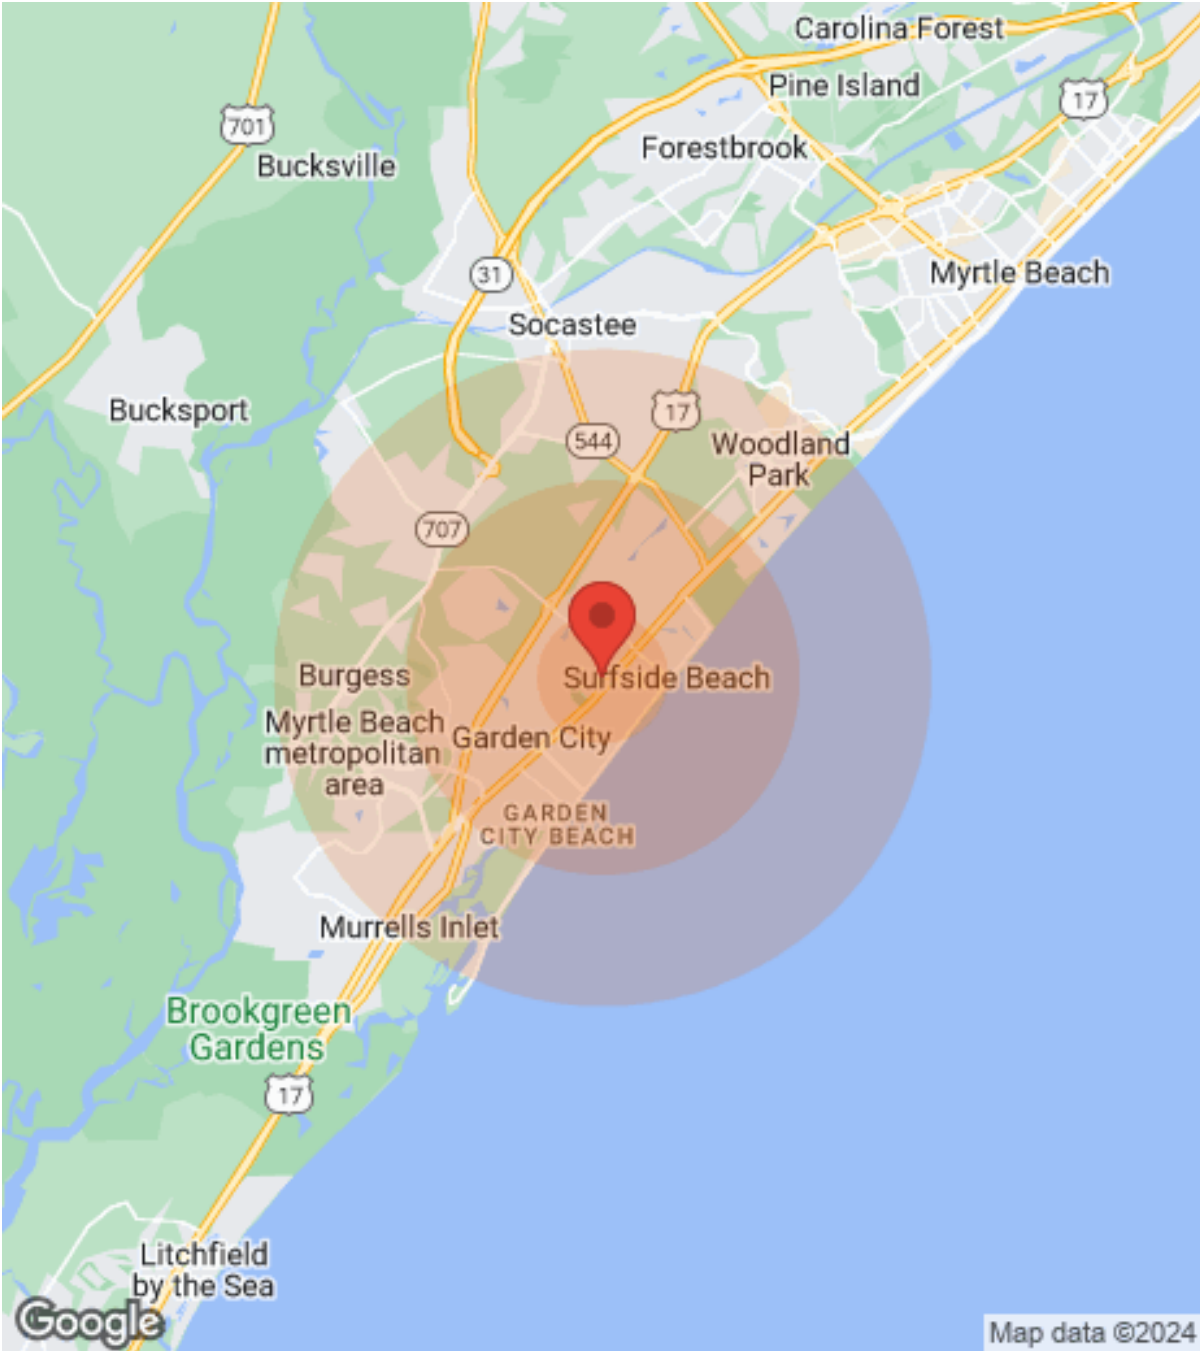 Carolina Forest
Pine Island
17
701
Forestbrook
Bucksville
31
Myrtle Beach
Socastee
Bucksport
17
544
Woodland
Park
707
Burgess
Surfside Beach
Myrtle Beach
metropolitan
area
Garden City
GARDEN
CITY BEACH
Murrells Inlet
Brookgreen
Gardens
17
Litchfield
by the Sea
Google
Map data ©2024